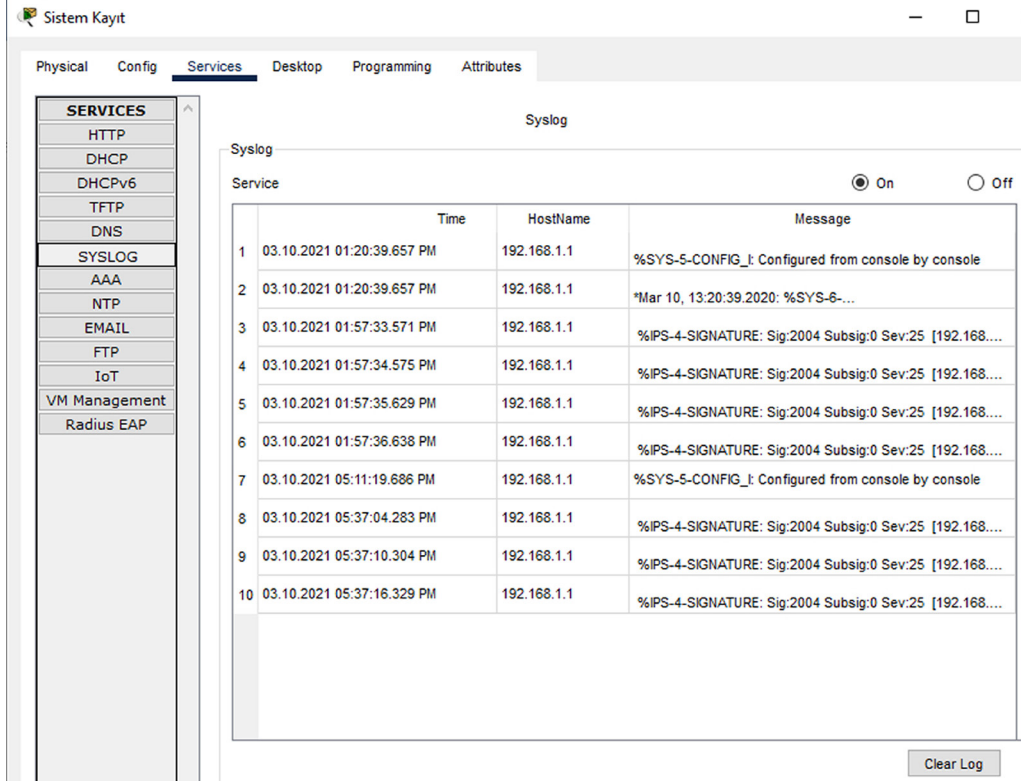 Sistem Kayıt
Physical Config Services Desktop Programming Attributes
SERVICES
HTTP
DHCP
DHCPv6
TFTP
DNS
SYSLOG
AAA
NTP
EMAIL
FTP
IoT
VM Management
Radius EAP
Syslog
Syslog
Service On Off
Time HostName Message
1 03.10.2021 01:20:39.657 PM 192.168.1.1 %SYS-5-CONFIG_I: Configured from console by console
2 03.10.2021 01:20:39.657 PM 192.168.1.1 *Mar 10, 13:20:39.2020: %SYS-6-...
3 03.10.2021 01:57:33.571 PM 192.168.1.1 %IPS-4-SIGNATURE: Sig:2004 Subsig:0 Sev:25 [192.168....
4 03.10.2021 01:57:34.575 PM 192.168.1.1 %IPS-4-SIGNATURE: Sig:2004 Subsig:0 Sev:25 [192.168....
5 03.10.2021 01:57:35.629 PM 192.168.1.1 %IPS-4-SIGNATURE: Sig:2004 Subsig:0 Sev:25 [192.168....
6 03.10.2021 01:57:36.638 PM 192.168.1.1 %IPS-4-SIGNATURE: Sig:2004 Subsig:0 Sev:25 [192.168....
7 03.10.2021 05:11:19.686 PM 192.168.1.1 %SYS-5-CONFIG_I: Configured from console by console
8 03.10.2021 05:37:04.283 PM 192.168.1.1 %IPS-4-SIGNATURE: Sig:2004 Subsig:0 Sev:25 [192.168....
9 03.10.2021 05:37:10.304 PM 192.168.1.1 %IPS-4-SIGNATURE: Sig:2004 Subsig:0 Sev:25 [192.168....
10 03.10.2021 05:37:16.329 PM 192.168.1.1 %IPS-4-SIGNATURE: Sig:2004 Subsig:0 Sev:25 [192.168....
Clear Log